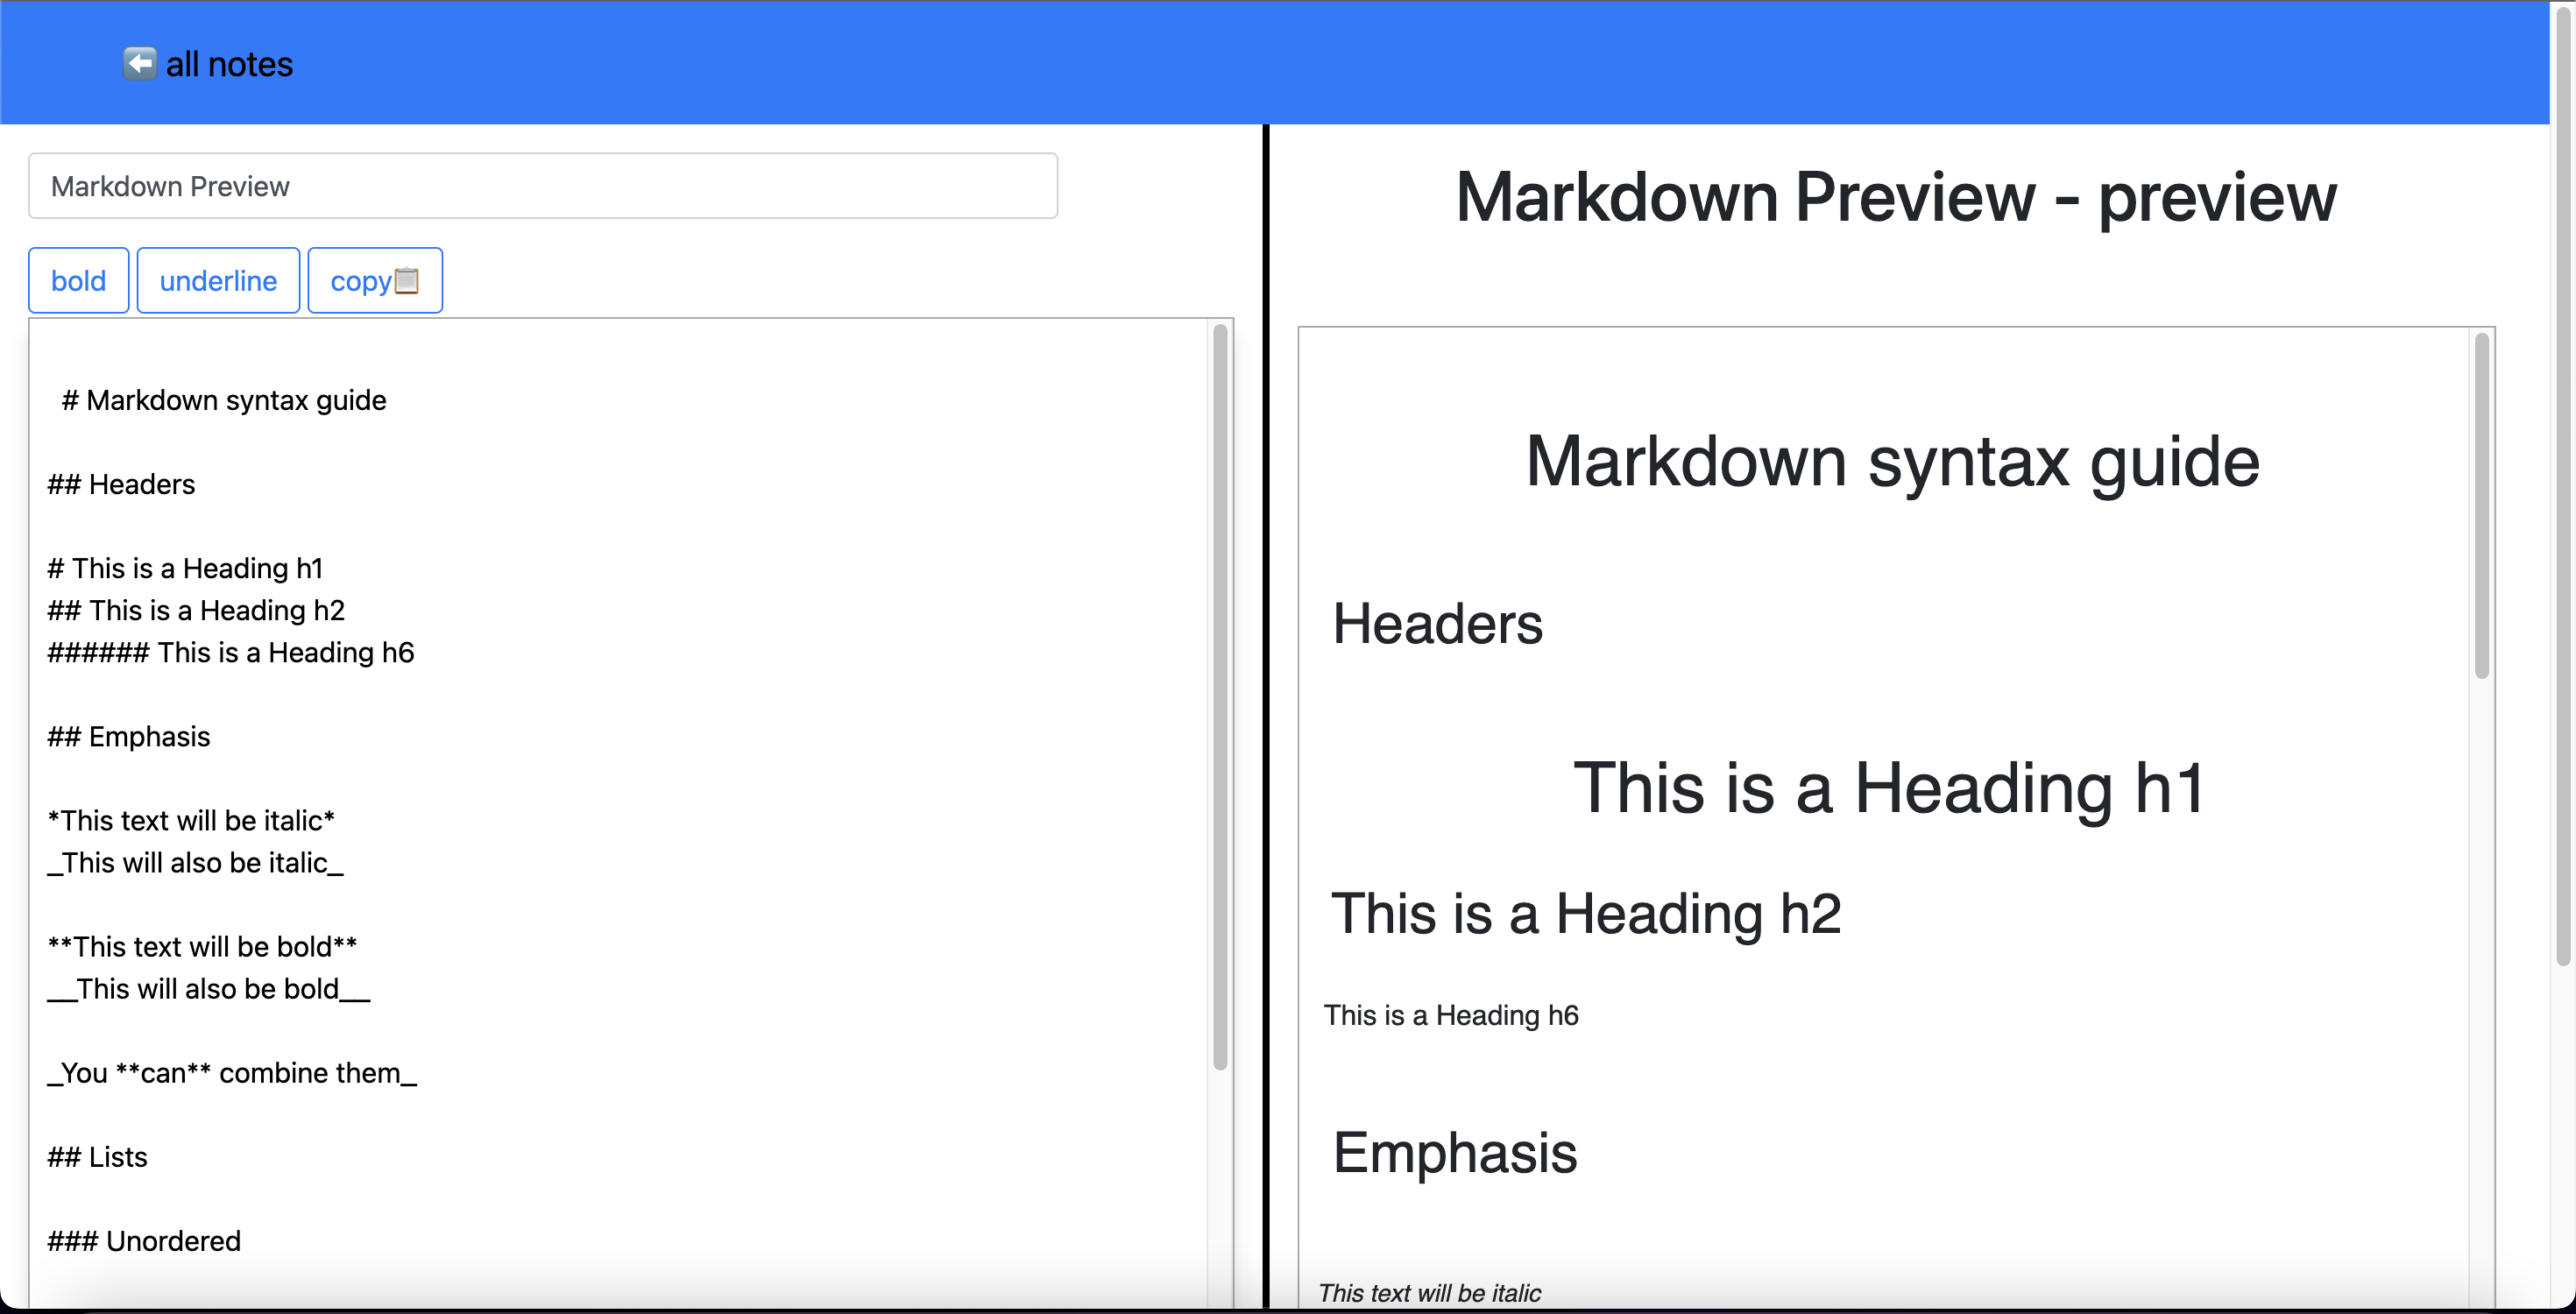 ⬅️ all notes
Markdown Preview
bold underline copy📋
# Markdown syntax guide
## Headers
# This is a Heading h1
## This is a Heading h2
###### This is a Heading h6
## Emphasis
*This text will be italic*
_This will also be italic_
**This text will be bold**
__This will also be bold__
_You **can** combine them_
## Lists
### Unordered
Markdown Preview - preview
Markdown syntax guide
Headers
This is a Heading h1
This is a Heading h2
This is a Heading h6
Emphasis
This text will be italic